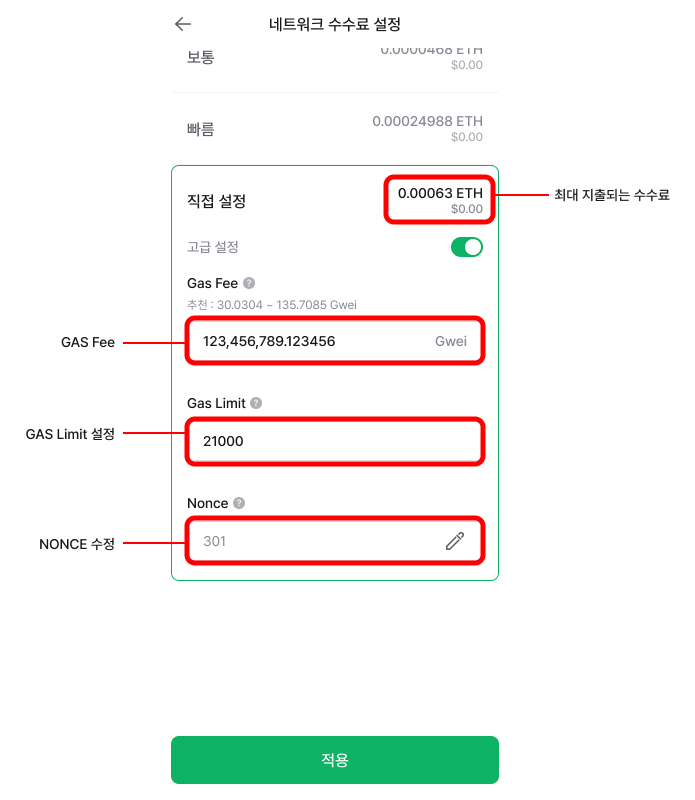 네트워크 수수료 설정
보통
0.0000468 ETH
$0.00
빠름
0.00024988 ETH
$0.00
직접 설정
0.00063 ETH
$0.00
최대 지출되는 수수료
고급 설정
Gas Fee ?
추천 : 30.0304 ~ 135.7085 Gwei
GAS Fee
123,456,789.123456
Gwei
Gas Limit ?
GAS Limit 설정
21000
Nonce ?
NONCE 수정
301
적용